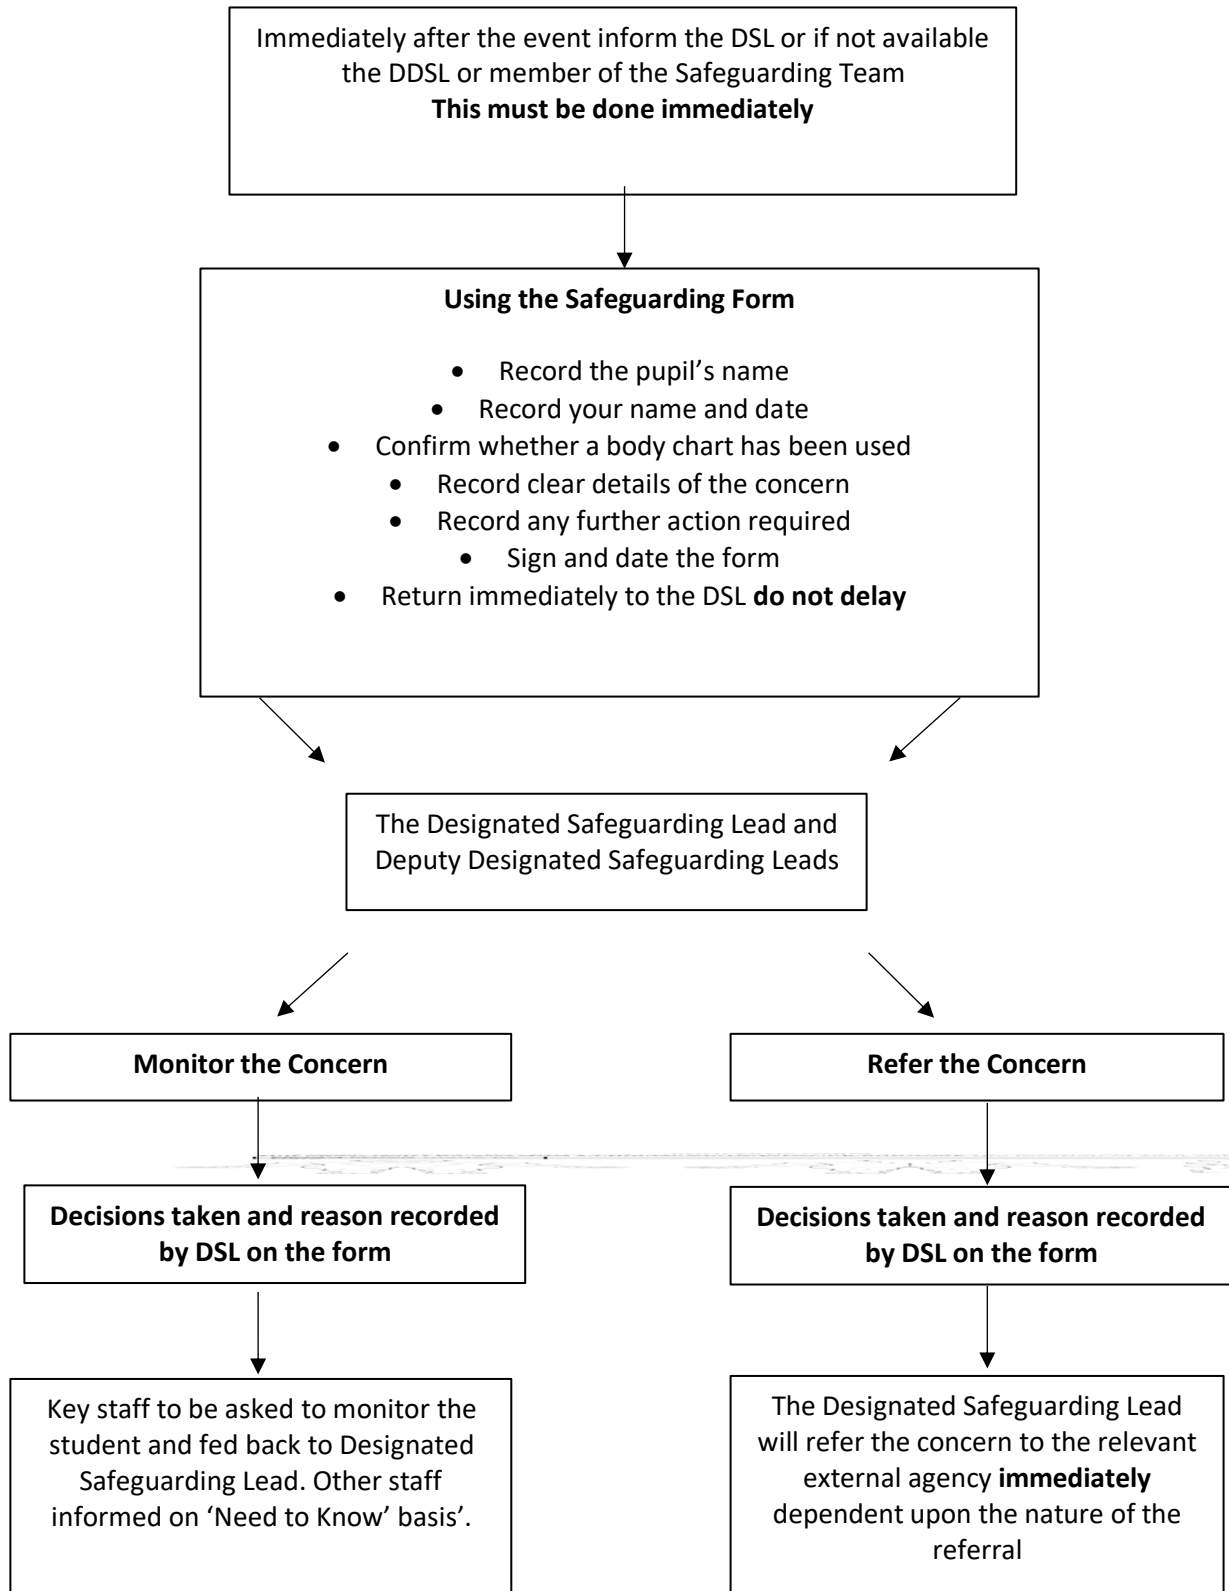 Immediately after the event inform the DSL or if not available
the DDSL or member of the Safeguarding Team
This must be done immediately
Using the Safeguarding Form
• Record the pupil’s name
• Record your name and date
• Confirm whether a body chart has been used
• Record clear details of the concern
• Record any further action required
• Sign and date the form
• Return immediately to the DSL do not delay
The Designated Safeguarding Lead and
Deputy Designated Safeguarding Leads
Monitor the Concern
Refer the Concern
Decisions taken and reason recorded
by DSL on the form
Decisions taken and reason recorded
by DSL on the form
Key staff to be asked to monitor the
student and fed back to Designated
Safeguarding Lead. Other staff
informed on ‘Need to Know’ basis’.
The Designated Safeguarding Lead
will refer the concern to the relevant
external agency immediately
dependent upon the nature of the
referral